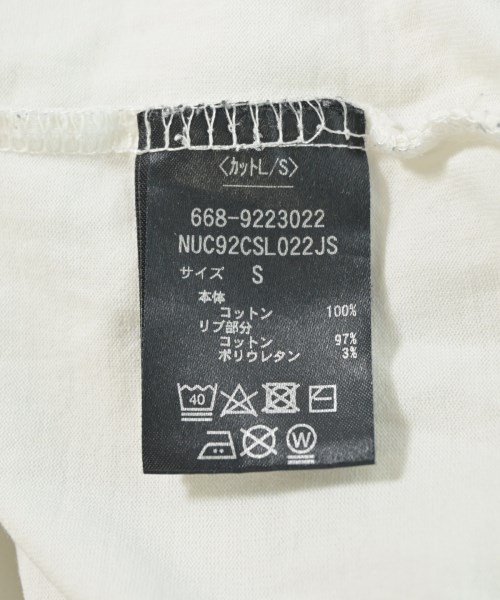 〈カットL/S〉
668-9223022
NUC92CSL022JS
サイズ S
本体
コットン 100%
リブ部分
コットン 97%
ポリウレタン 3%
40
W